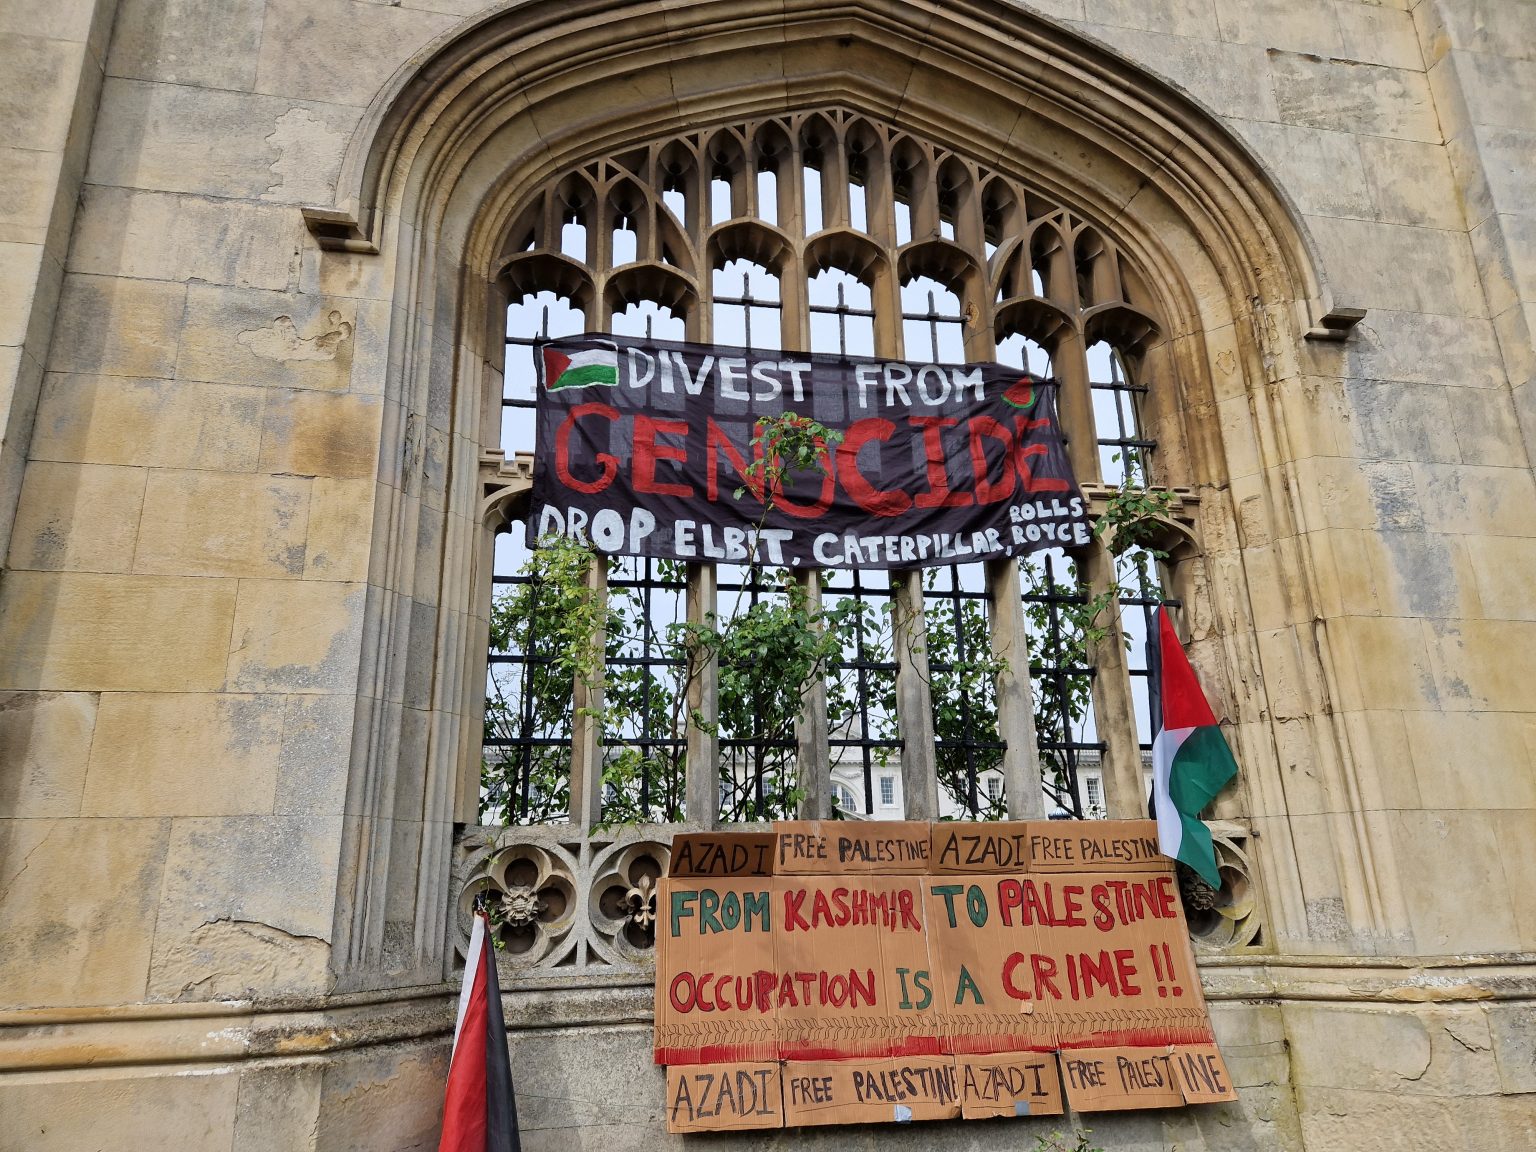 DIVEST FROM
GENOCIDE
DROP ELBIT, CATERPILLAR, ROLLS ROYCE
AZADI FREE PALESTINE AZADI FREE PALESTIN
FROM KASHMIR TO PALESTINE
OCCUPATION IS A CRIME !!
AZADI FREE PALESTINE AZADI FREE PALESTINE